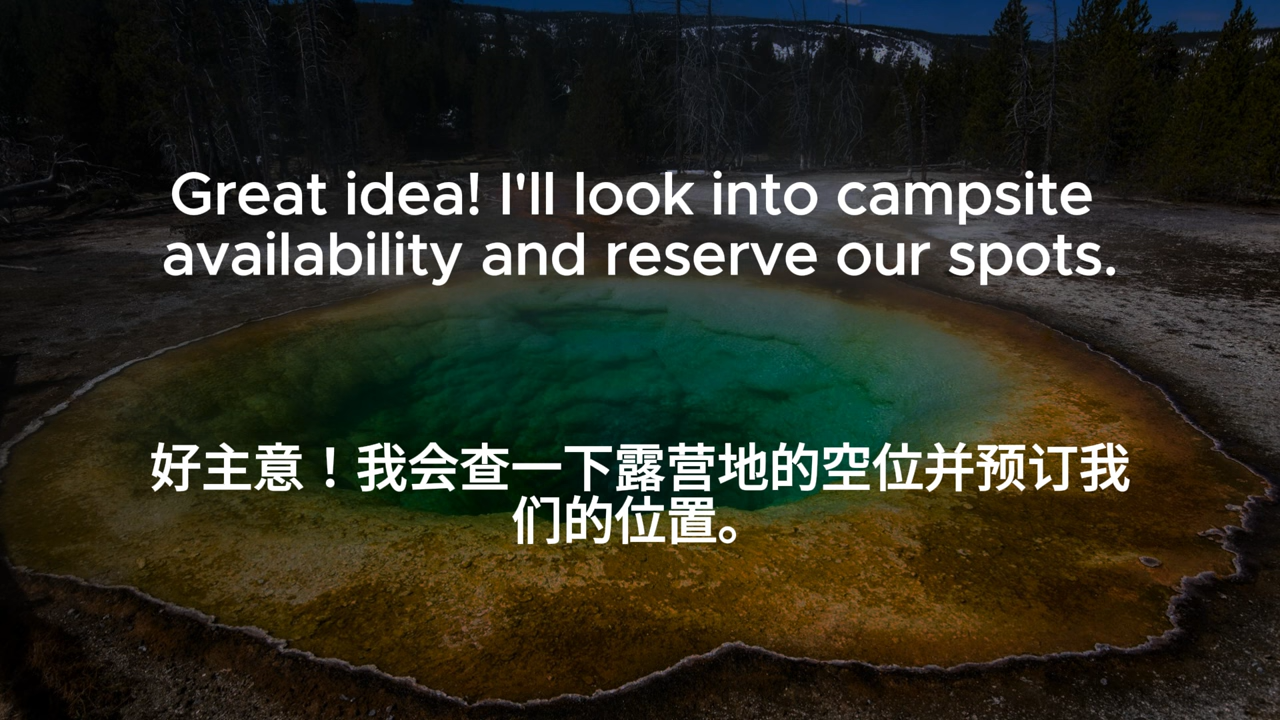 Great idea! I'll look into campsite
availability and reserve our spots.
好主意！我会查一下露营地的空位并预订我
们的位置。